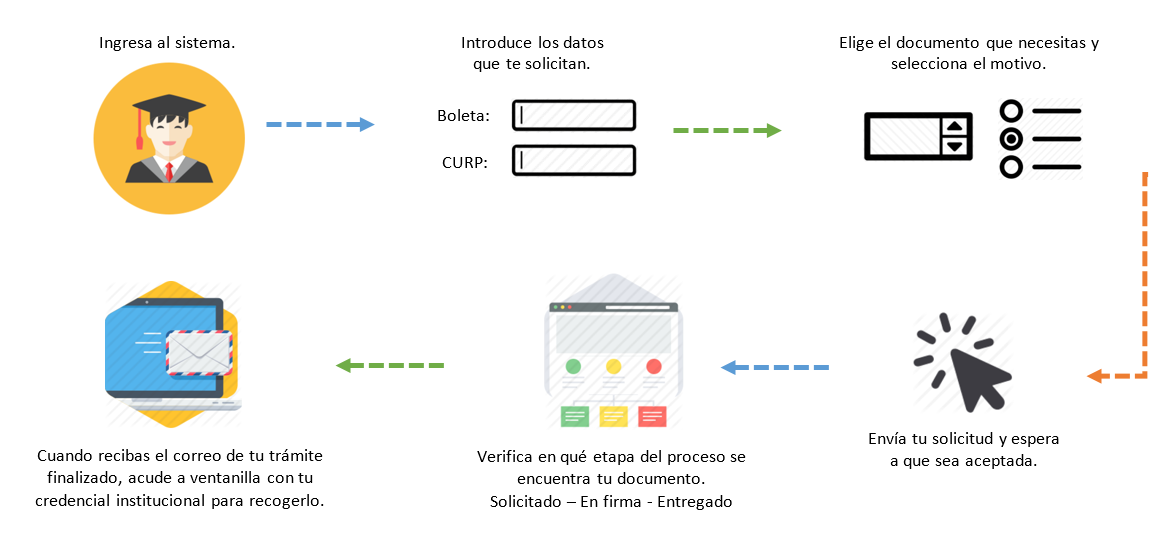 Ingresa al sistema.
Introduce los datos
que te solicitan.
Boleta:
CURP:
Elige el documento que necesitas y
selecciona el motivo.
Envía tu solicitud y espera
a que sea aceptada.
Verifica en qué etapa del proceso se
encuentra tu documento.
Solicitado – En firma - Entregado
Cuando recibas el correo de tu trámite
finalizado, acude a ventanilla con tu
credencial institucional para recogerlo.